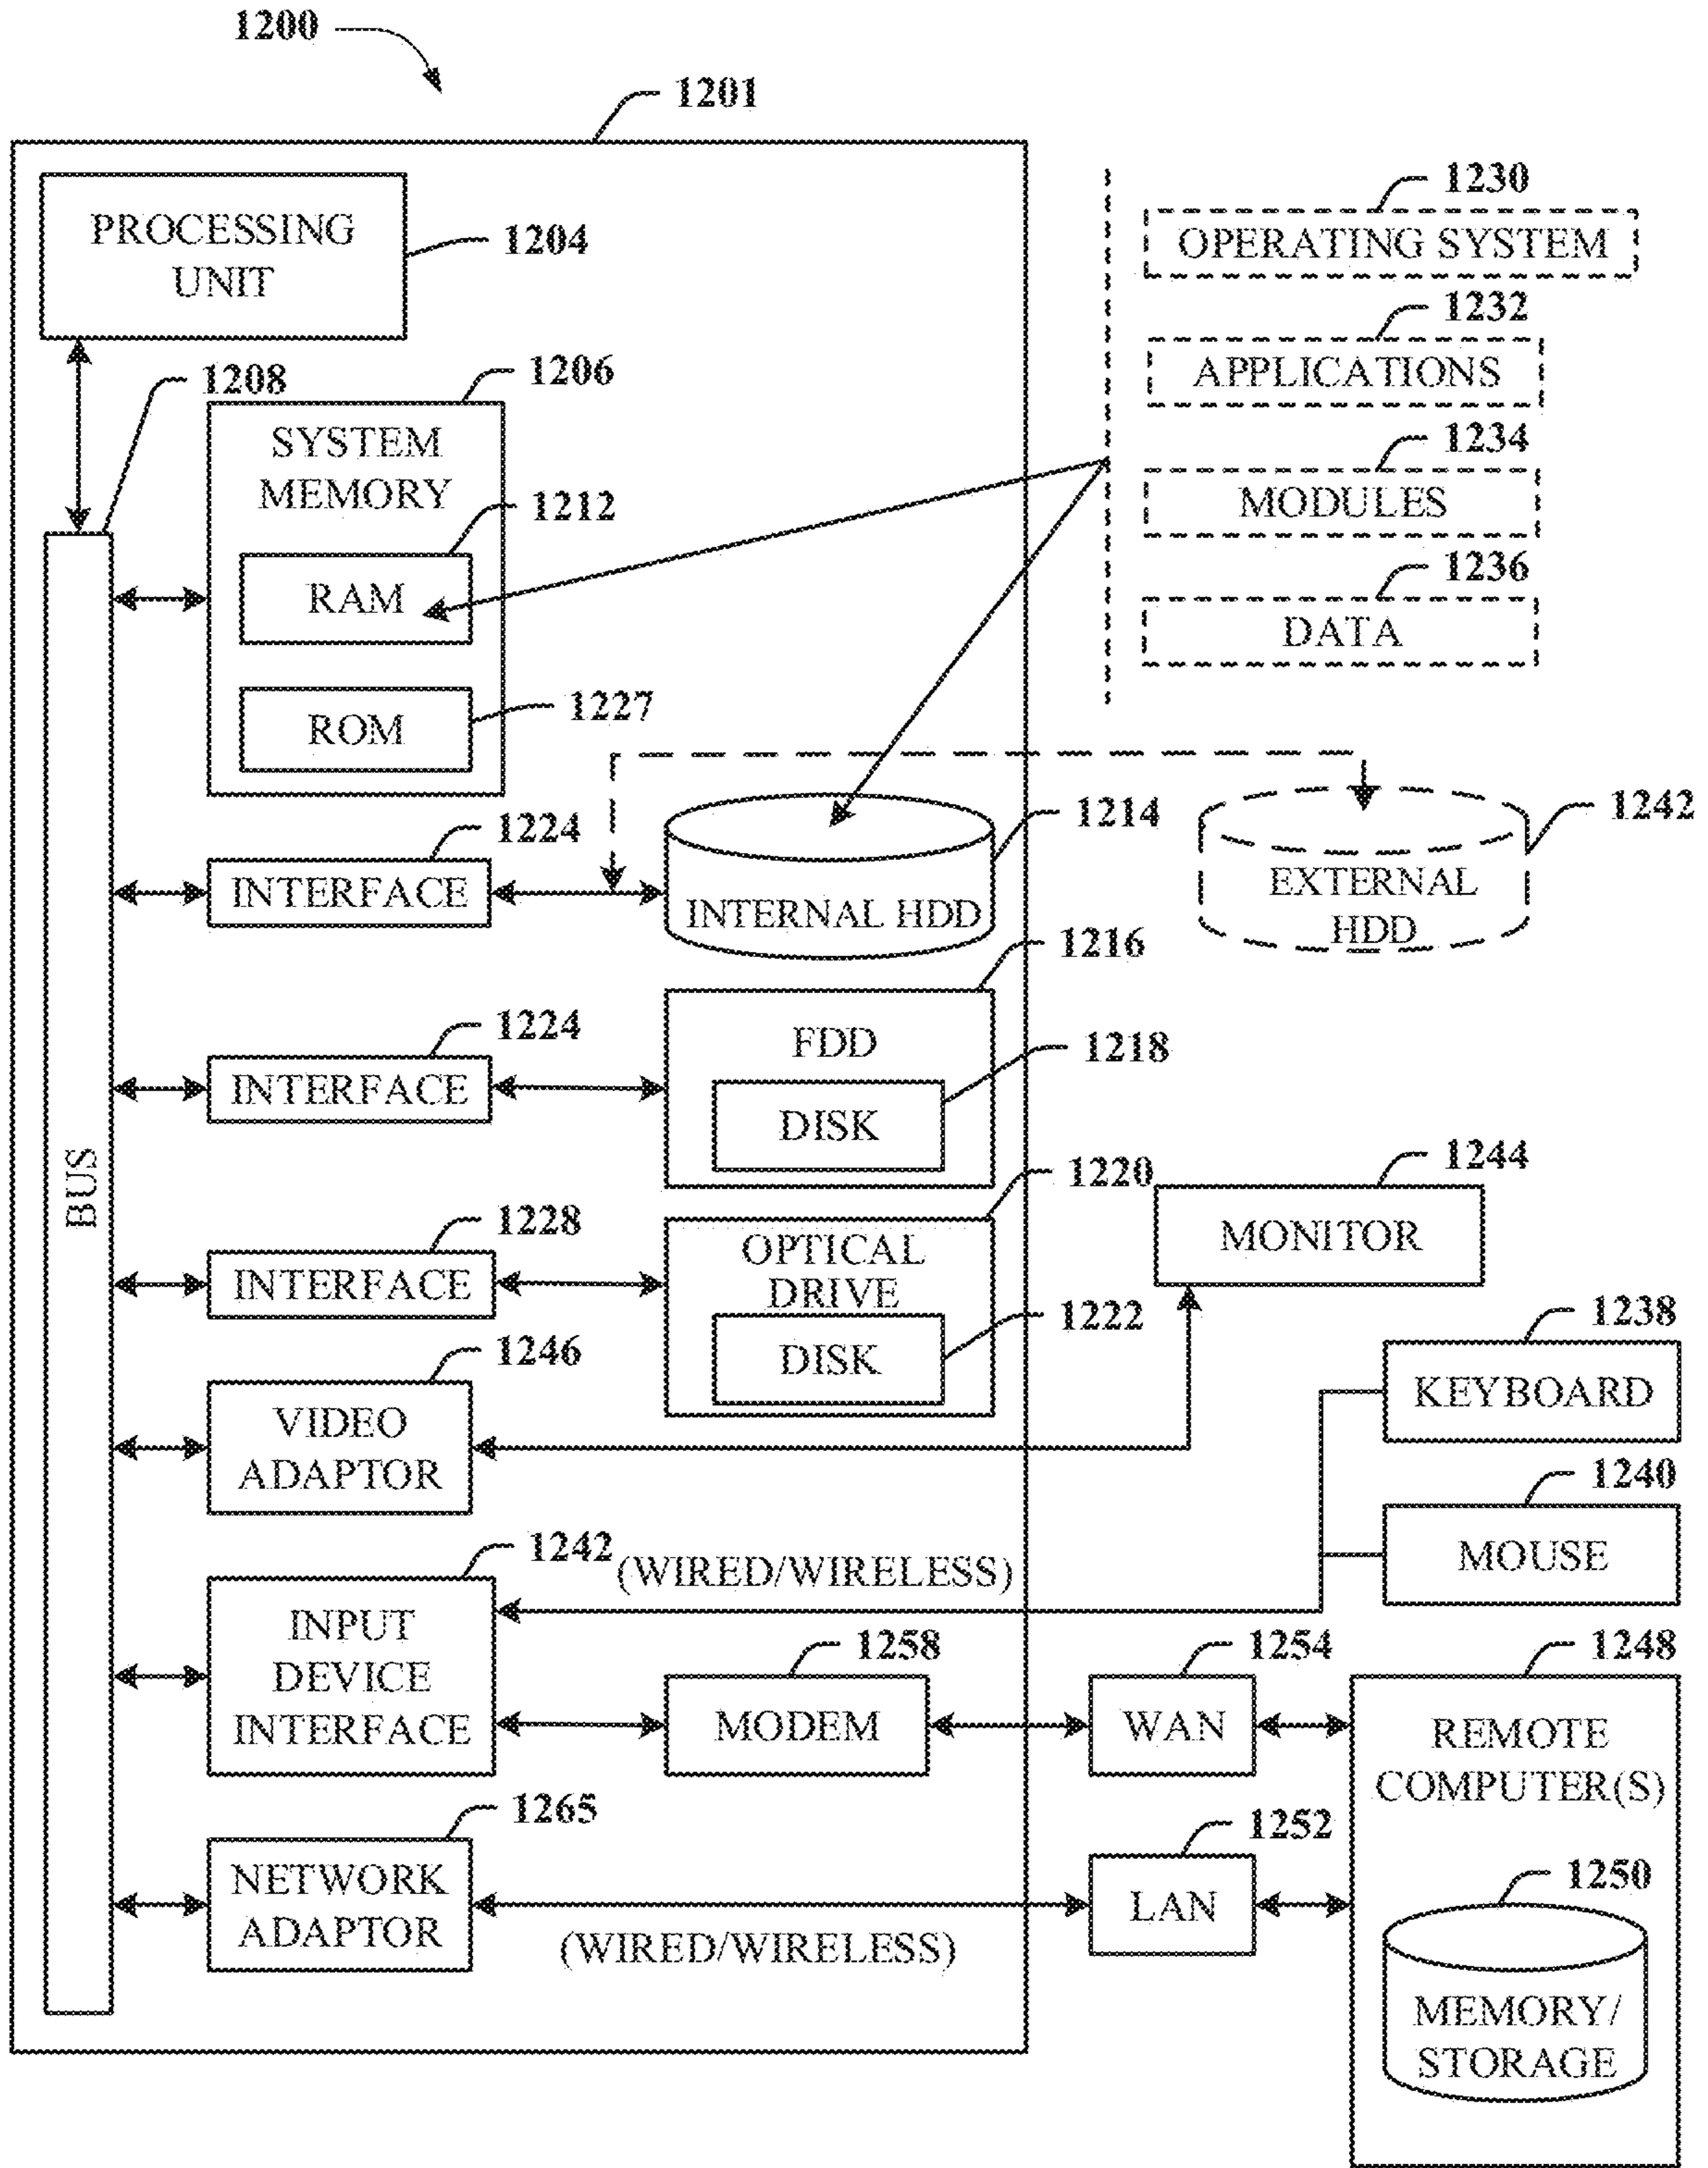 1200
1201
PROCESSING
UNIT
1204
1208
1206
SYSTEM
MEMORY
1212
RAM
ROM
1227
1230
OPERATING SYSTEM
1232
APPLICATIONS
1234
MODULES
1236
DATA
BUS
1224
INTERFACE
1214
INTERNAL HDD
1242
EXTERNAL
HDD
1224
INTERFACE
1216
FDD
1218
DISK
1228
INTERFACE
1220
OPTICAL
DRIVE
1222
DISK
1244
MONITOR
1246
VIDEO
ADAPTOR
1238
KEYBOARD
1240
MOUSE
1242
(WIRED/WIRELESS)
INPUT
DEVICE
INTERFACE
1258
MODEM
1254
WAN
1248
REMOTE
COMPUTER(S)
1265
NETWORK
ADAPTOR
(WIRED/WIRELESS)
1252
LAN
1250
MEMORY/
STORAGE